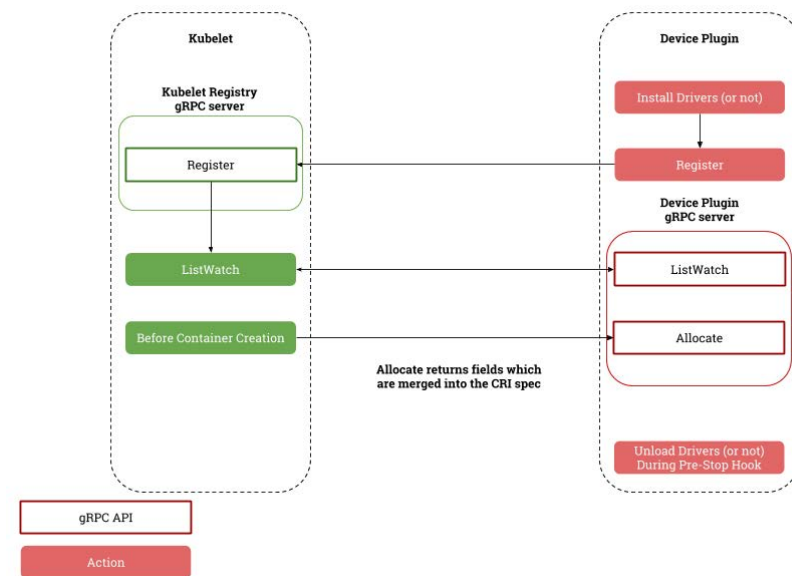 Kubelet
Device Plugin
Kubelet Registry
gRPC server
Install Drivers (or not)
Register
Register
Device Plugin
gRPC server
ListWatch
ListWatch
Before Container Creation
Allocate
Allocate returns fields which
are merged into the CRI spec
Unload Drivers (or not)
During Pre-Stop Hook
gRPC API
Action